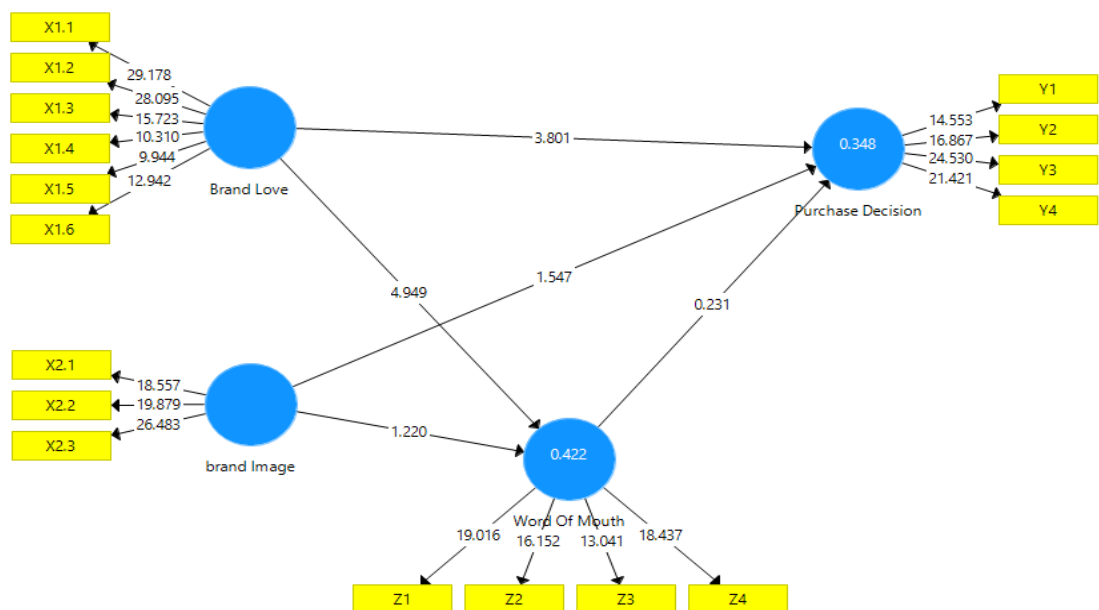 X1.1
X1.2
X1.3
X1.4
X1.5
X1.6
29.178
28.095
15.723
10.310
9.944
12.942
Brand Love
3.801
4.949
1.547
0.231
1.220
0.348
Purchase Decision
14.553
16.867
24.530
21.421
Y1
Y2
Y3
Y4
X2.1
X2.2
X2.3
18.557
19.879
26.483
brand Image
0.422
Word Of Mouth
19.016
16.152
13.041
18.437
Z1
Z2
Z3
Z4